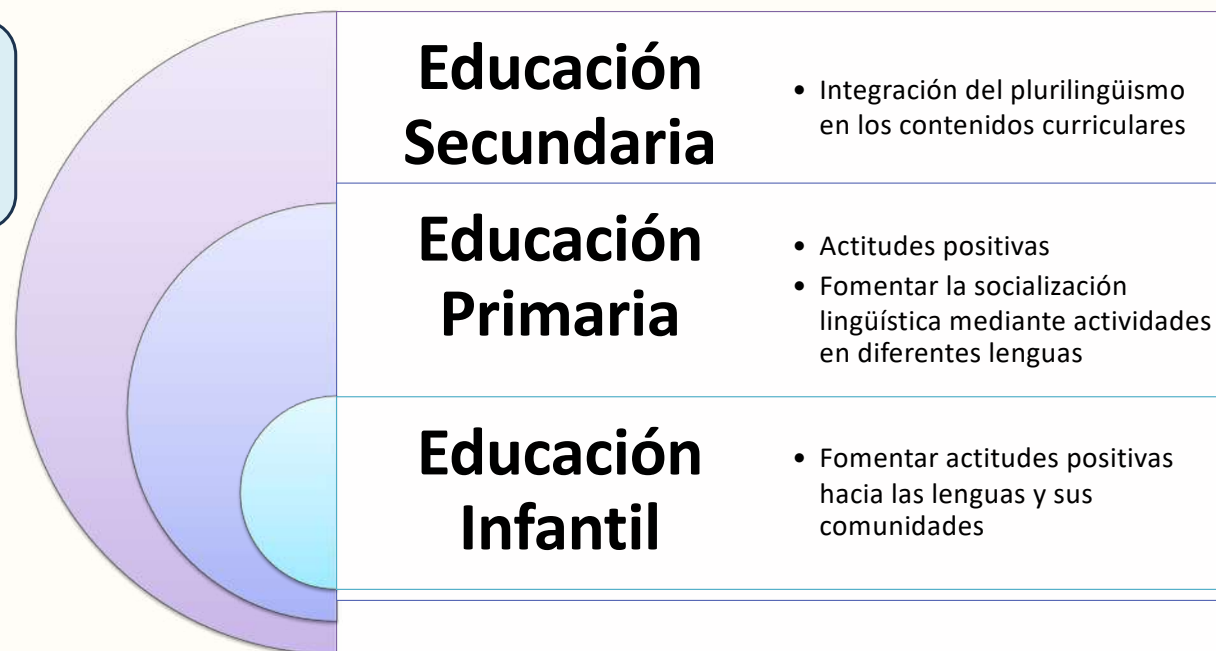 Educación
Secundaria
• Integración del plurilingüismo
en los contenidos curriculares
Educación
Primaria
• Actitudes positivas
• Fomentar la socialización
lingüística mediante actividades
en diferentes lenguas
Educación
Infantil
• Fomentar actitudes positivas
hacia las lenguas y sus
comunidades